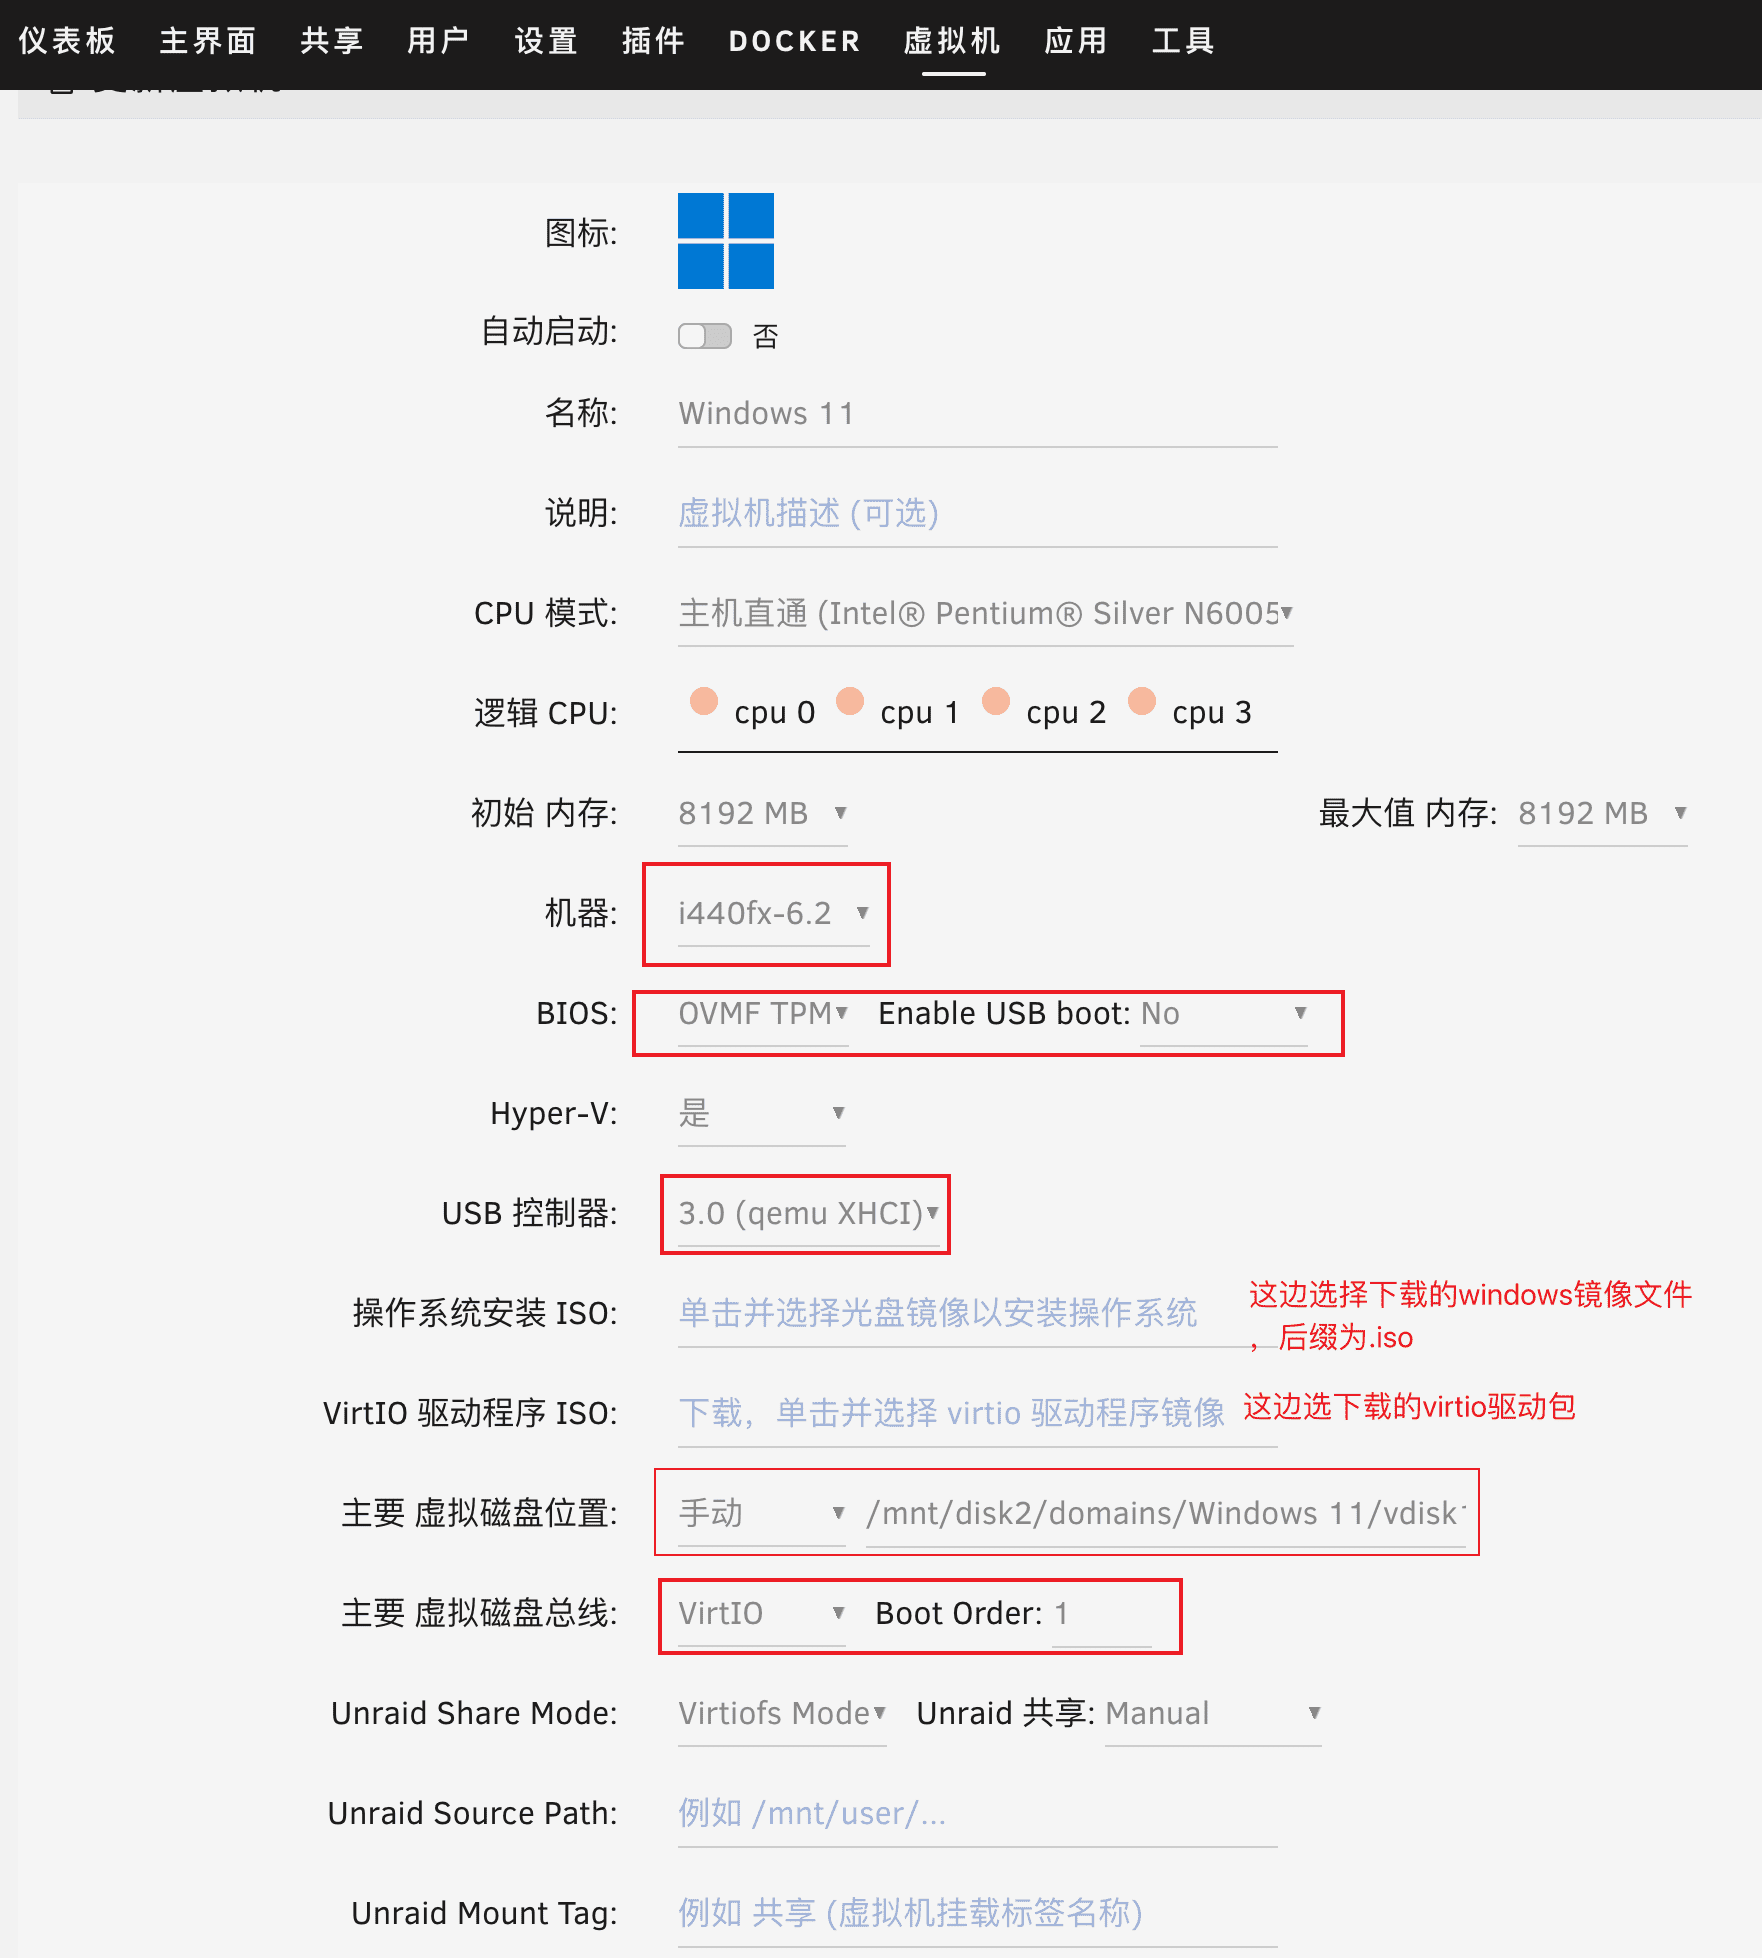 仪表板 主界面 共享 用户 设置 插件 DOCKER 虚拟机 应用 工具
图标:
自动启动: 否
名称: Windows 11
说明: 虚拟机描述 (可选)
CPU 模式: 主机直通 (Intel® Pentium® Silver N6005
逻辑 CPU: cpu 0 cpu 1 cpu 2 cpu 3
初始 内存: 8192 MB 最大值 内存: 8192 MB
机器: i440fx-6.2
BIOS: OVMF TPM Enable USB boot: No
Hyper-V: 是
USB 控制器: 3.0 (qemu XHCI)
操作系统安装 ISO: 单击并选择光盘镜像以安装操作系统 这边选择下载的windows镜像文件
，后缀为.iso
VirtIO 驱动程序 ISO: 下载，单击并选择 virtio 驱动程序镜像 这边选下载的virtio驱动包
主要 虚拟磁盘位置: 手动 /mnt/disk2/domains/Windows 11/vdisk
主要 虚拟磁盘总线: VirtIO Boot Order: 1
Unraid Share Mode: Virtiofs Mode Unraid 共享: Manual
Unraid Source Path: 例如 /mnt/user/...
Unraid Mount Tag: 例如 共享 (虚拟机挂载标签名称)